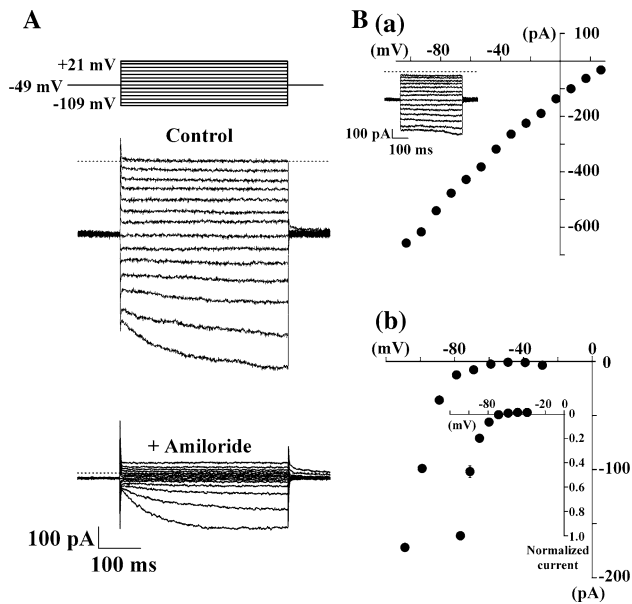 A
+21 mV
-49 mV
-109 mV
Control
+ Amiloride
100 pA
100 ms
B
(a)
(pA)
100
(mV)
-80
-40
-200
-400
-600
100 pA
100 ms
(b)
(mV)
-80
-40
0
0
-100
-200
(pA)
(mV)
-80
-20
0
0
0.2
0.4
0.6
0.8
1.0
Normalized
current